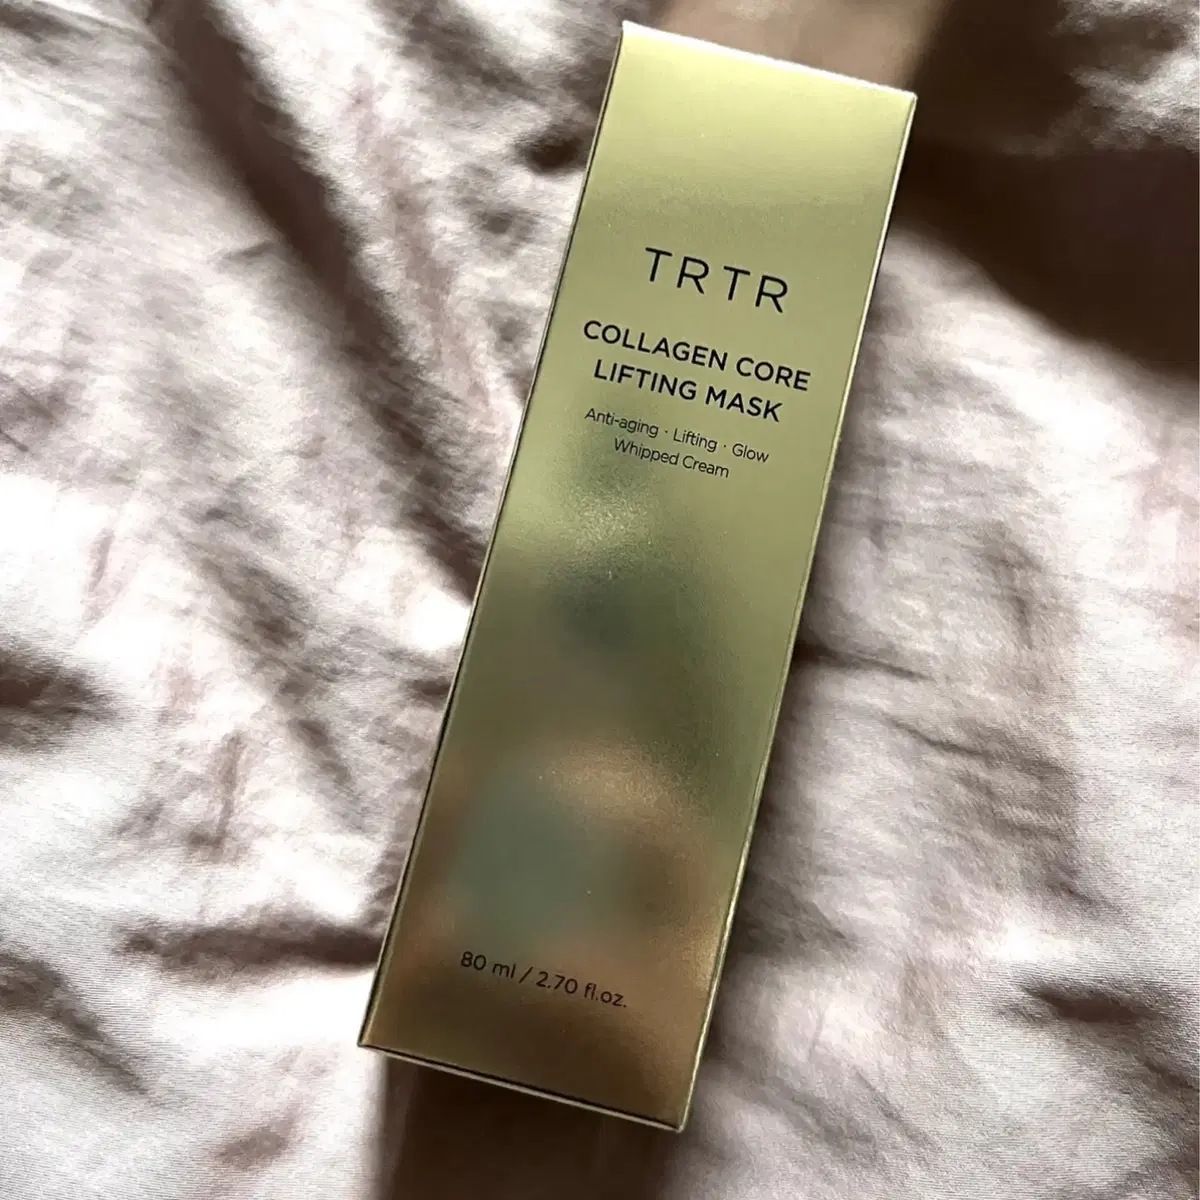 TRTR
COLLAGEN CORE
LIFTING MASK
Anti-aging · Lifting · Glow
Whipped Cream
80 ml / 2.70 fl.oz.